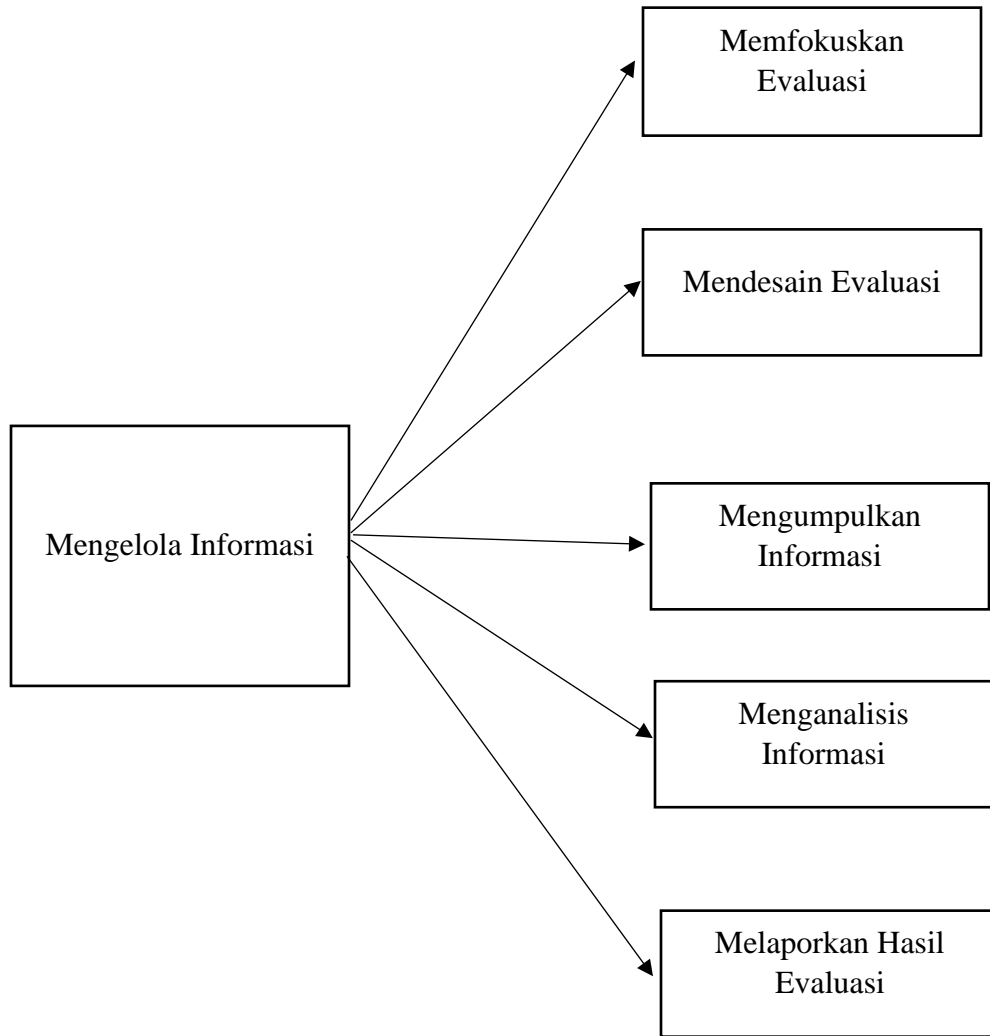 Memfokuskan
Evaluasi
Mendesain Evaluasi
Mengelola Informasi
Mengumpulkan
Informasi
Menganalisis
Informasi
Melaporkan Hasil
Evaluasi